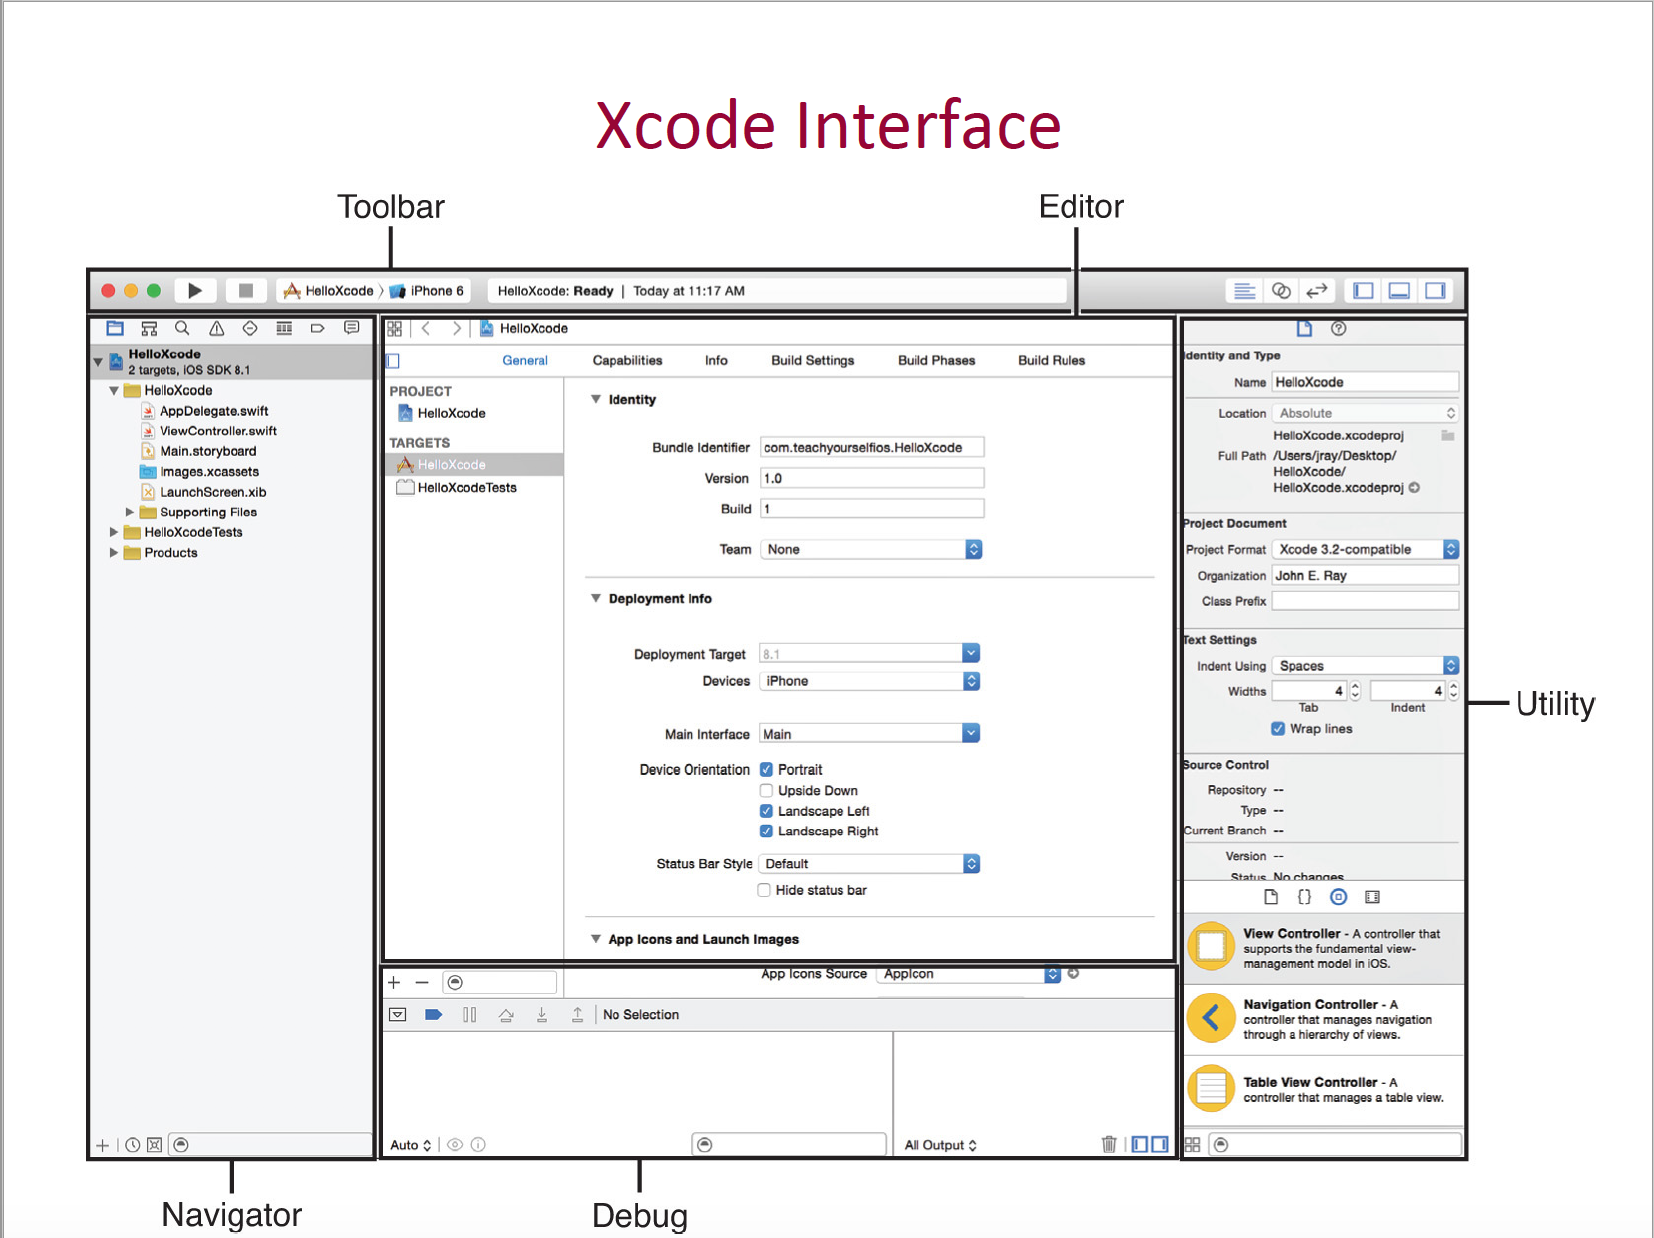 Xcode Interface
Toolbar
Editor
HelloXcode
iPhone 6
HelloXcode: Ready | Today at 11:17 AM
HelloXcode
2 targets, iOS SDK 8.1
HelloXcode
AppDelegate.swift
ViewController.swift
Main.storyboard
Images.xcassets
LaunchScreen.xib
Supporting Files
HelloXcodeTests
Products
HelloXcode
General Capabilities Info Build Settings Build Phases Build Rules
PROJECT
HelloXcode
TARGETS
HelloXcode
HelloXcodeTests
Identity
Bundle Identifier com.teachyourselfios.HelloXcode
Version 1.0
Build 1
Team None
Deployment Info
Deployment Target 8.1
Devices iPhone
Main Interface Main
Device Orientation Portrait
Upside Down
Landscape Left
Landscape Right
Status Bar Style Default
Hide status bar
App Icons and Launch Images
App Icons Source AppIcon
No Selection
Auto
All Output
Identity and Type
Name HelloXcode
Location Absolute
HelloXcode.xcodeproj
Full Path /Users/jray/Desktop/
HelloXcode/
HelloXcode.xcodeproj
Project Document
Project Format Xcode 3.2-compatible
Organization John E. Ray
Class Prefix
Text Settings
Indent Using Spaces
Widths 4 4
Tab Indent
Wrap lines
Source Control
Repository --
Type --
Current Branch --
Version --
Status No changes
{}
View Controller - A controller that
supports the fundamental view-
management model in iOS.
Navigation Controller - A
controller that manages navigation
through a hierarchy of views.
Table View Controller - A
controller that manages a table view.
Utility
Navigator
Debug